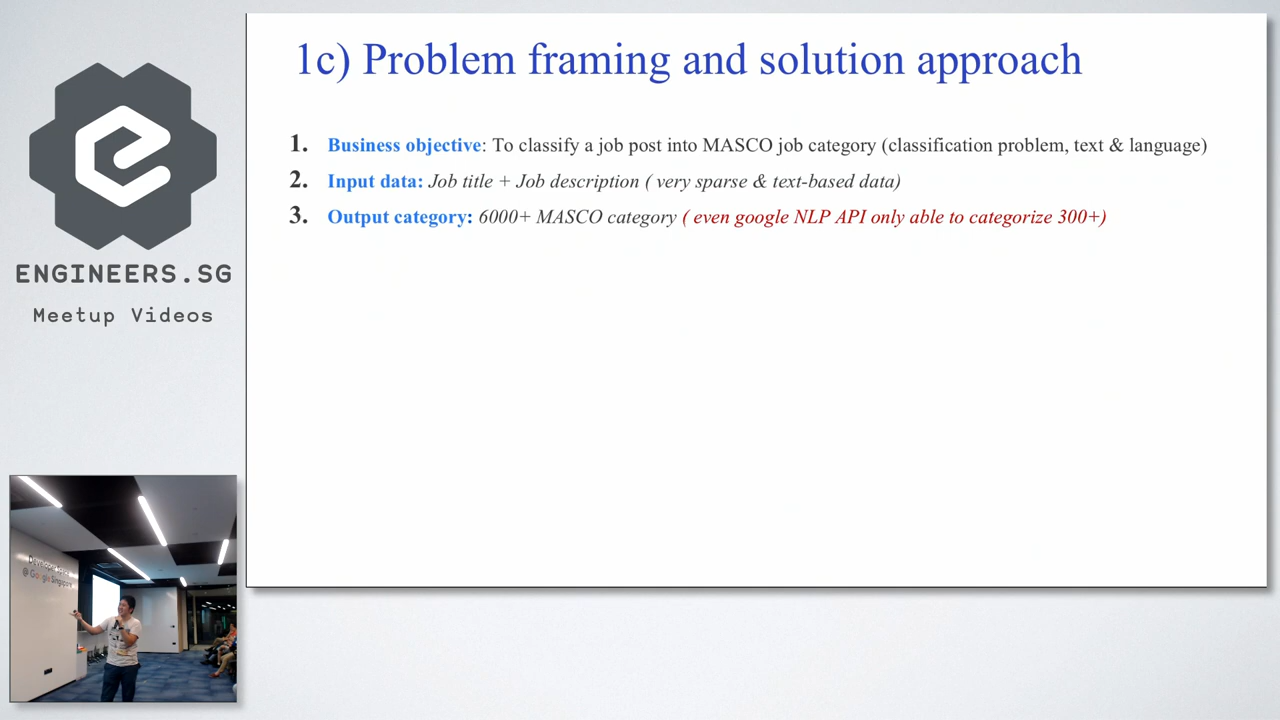 1c) Problem framing and solution approach
1. Business objective: To classify a job post into MASCO job category (classification problem, text & language)
2. Input data: Job title + Job description ( very sparse & text-based data)
3. Output category: 6000+ MASCO category ( even google NLP API only able to categorize 300+)
ENGINEERS.SG
Meetup Videos
@ Google Singapore